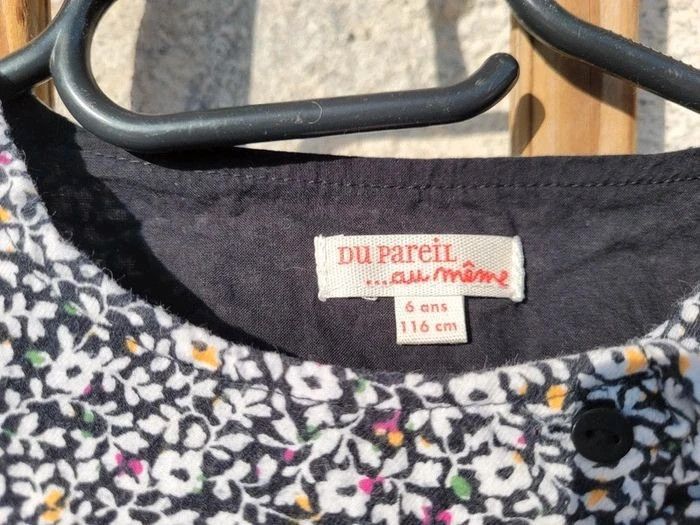 DU PAREIL
...au même
6 ans
116 cm